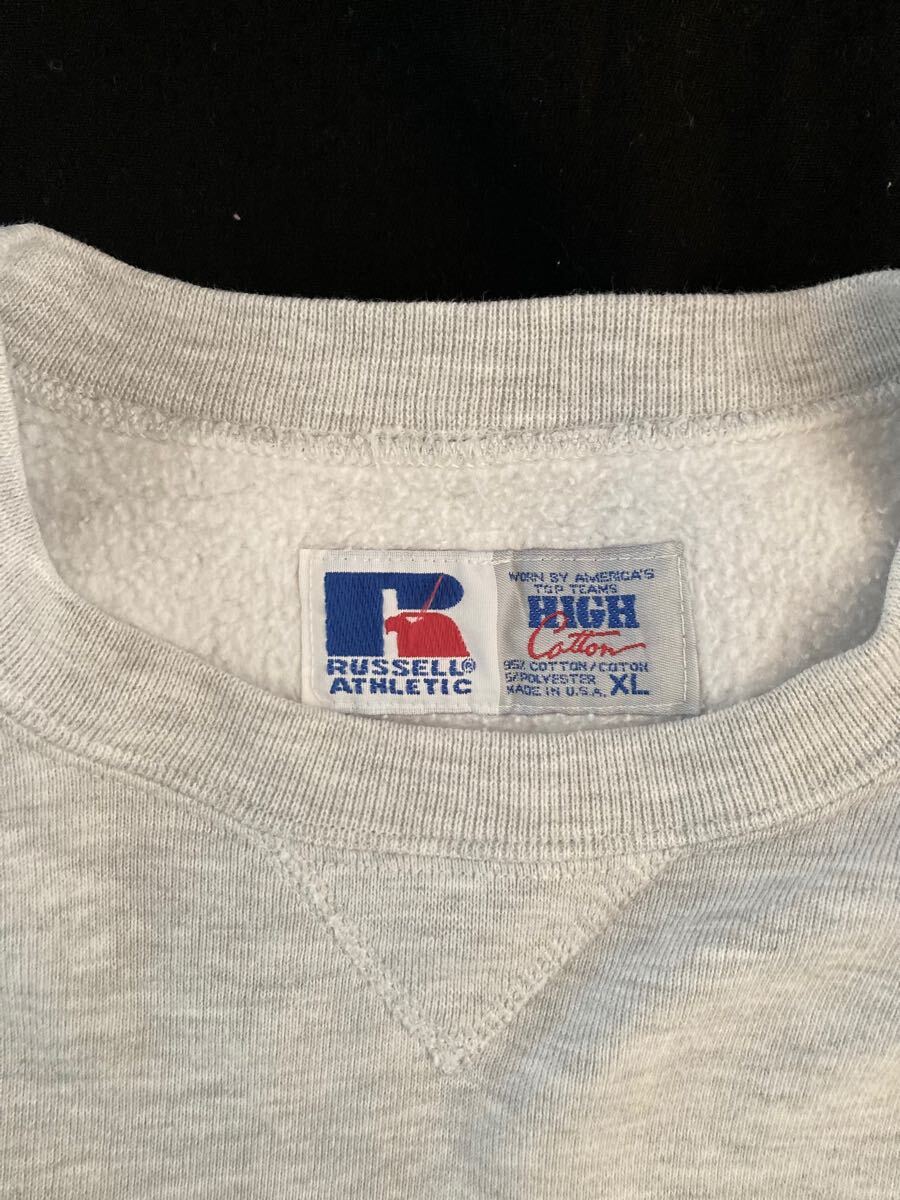 R
RUSSELL®
ATHLETIC
WORN BY AMERICA'S
TOP TEAMS
HIGH
Cotton
95% COTTON/COTON
5%POLYESTER
MADE IN U.S.A. XL